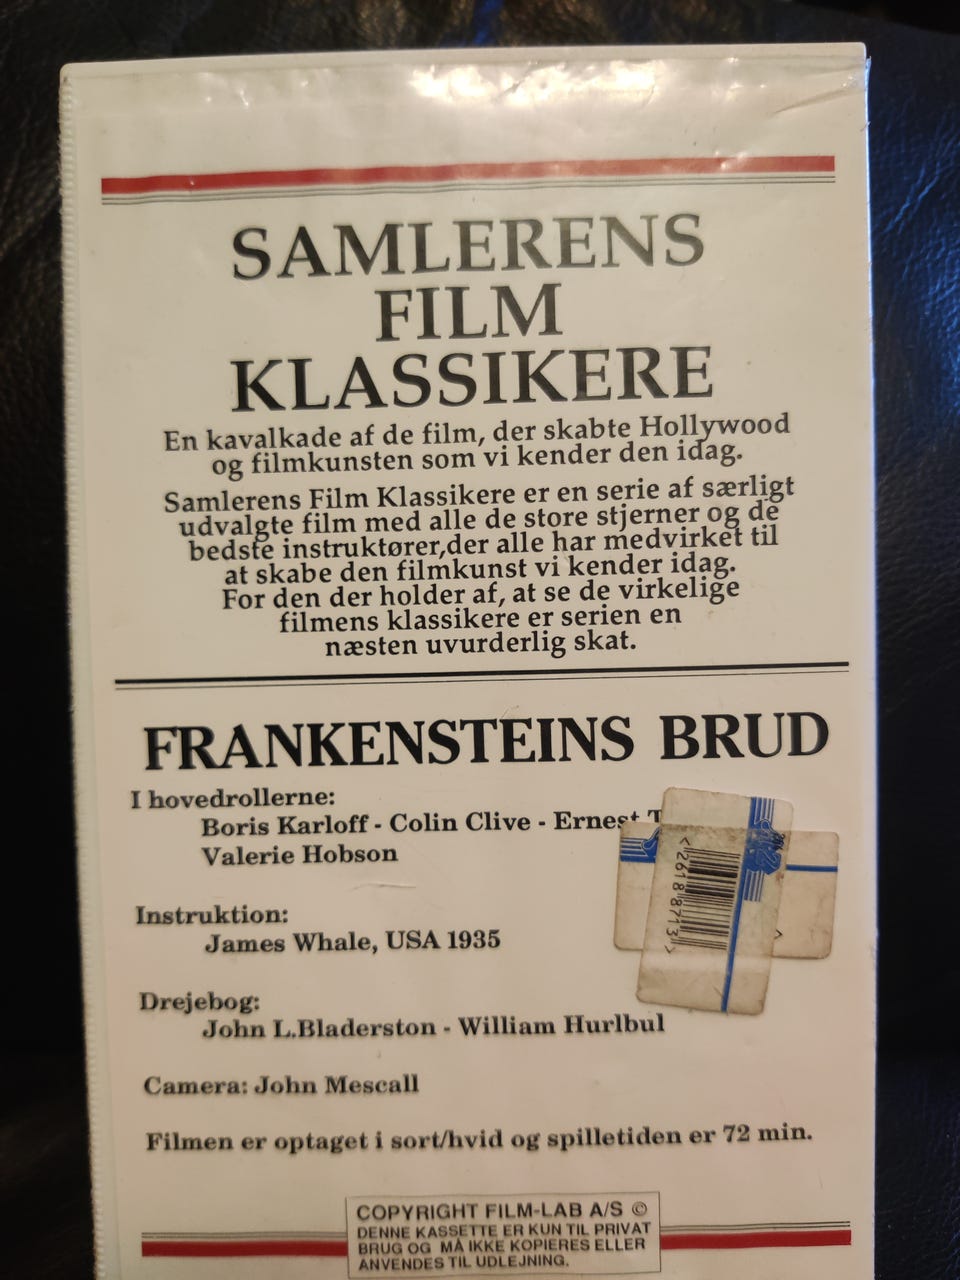 SAMLERENS
FILM
KLASSIKERE
En kavalkade af de film, der skabte Hollywood
og filmkunsten som vi kender den idag.
Samlerens Film Klassikere er en serie af særligt
udvalgte film med alle de store stjerner og de
bedste instruktører,der alle har medvirket til
at skabe den filmkunst vi kender idag.
For den der holder af, at se de virkelige
filmens klassikere er serien en
næsten uvurderlig skat.
FRANKENSTEINS BRUD
I hovedrollerne:
Boris Karloff - Colin Clive - Ernest T
Valerie Hobson
<26188713>
Instruktion:
James Whale, USA 1935
Drejebog:
John L.Bladerston - William Hurlbul
Camera: John Mescall
Filmen er optaget i sort/hvid og spilletiden er 72 min.
COPYRIGHT FILM-LAB A/S ©
DENNE KASSETTE ER KUN TIL PRIVAT
BRUG OG MÅ IKKE KOPIERES ELLER
ANVENDES TIL UDLEJNING.